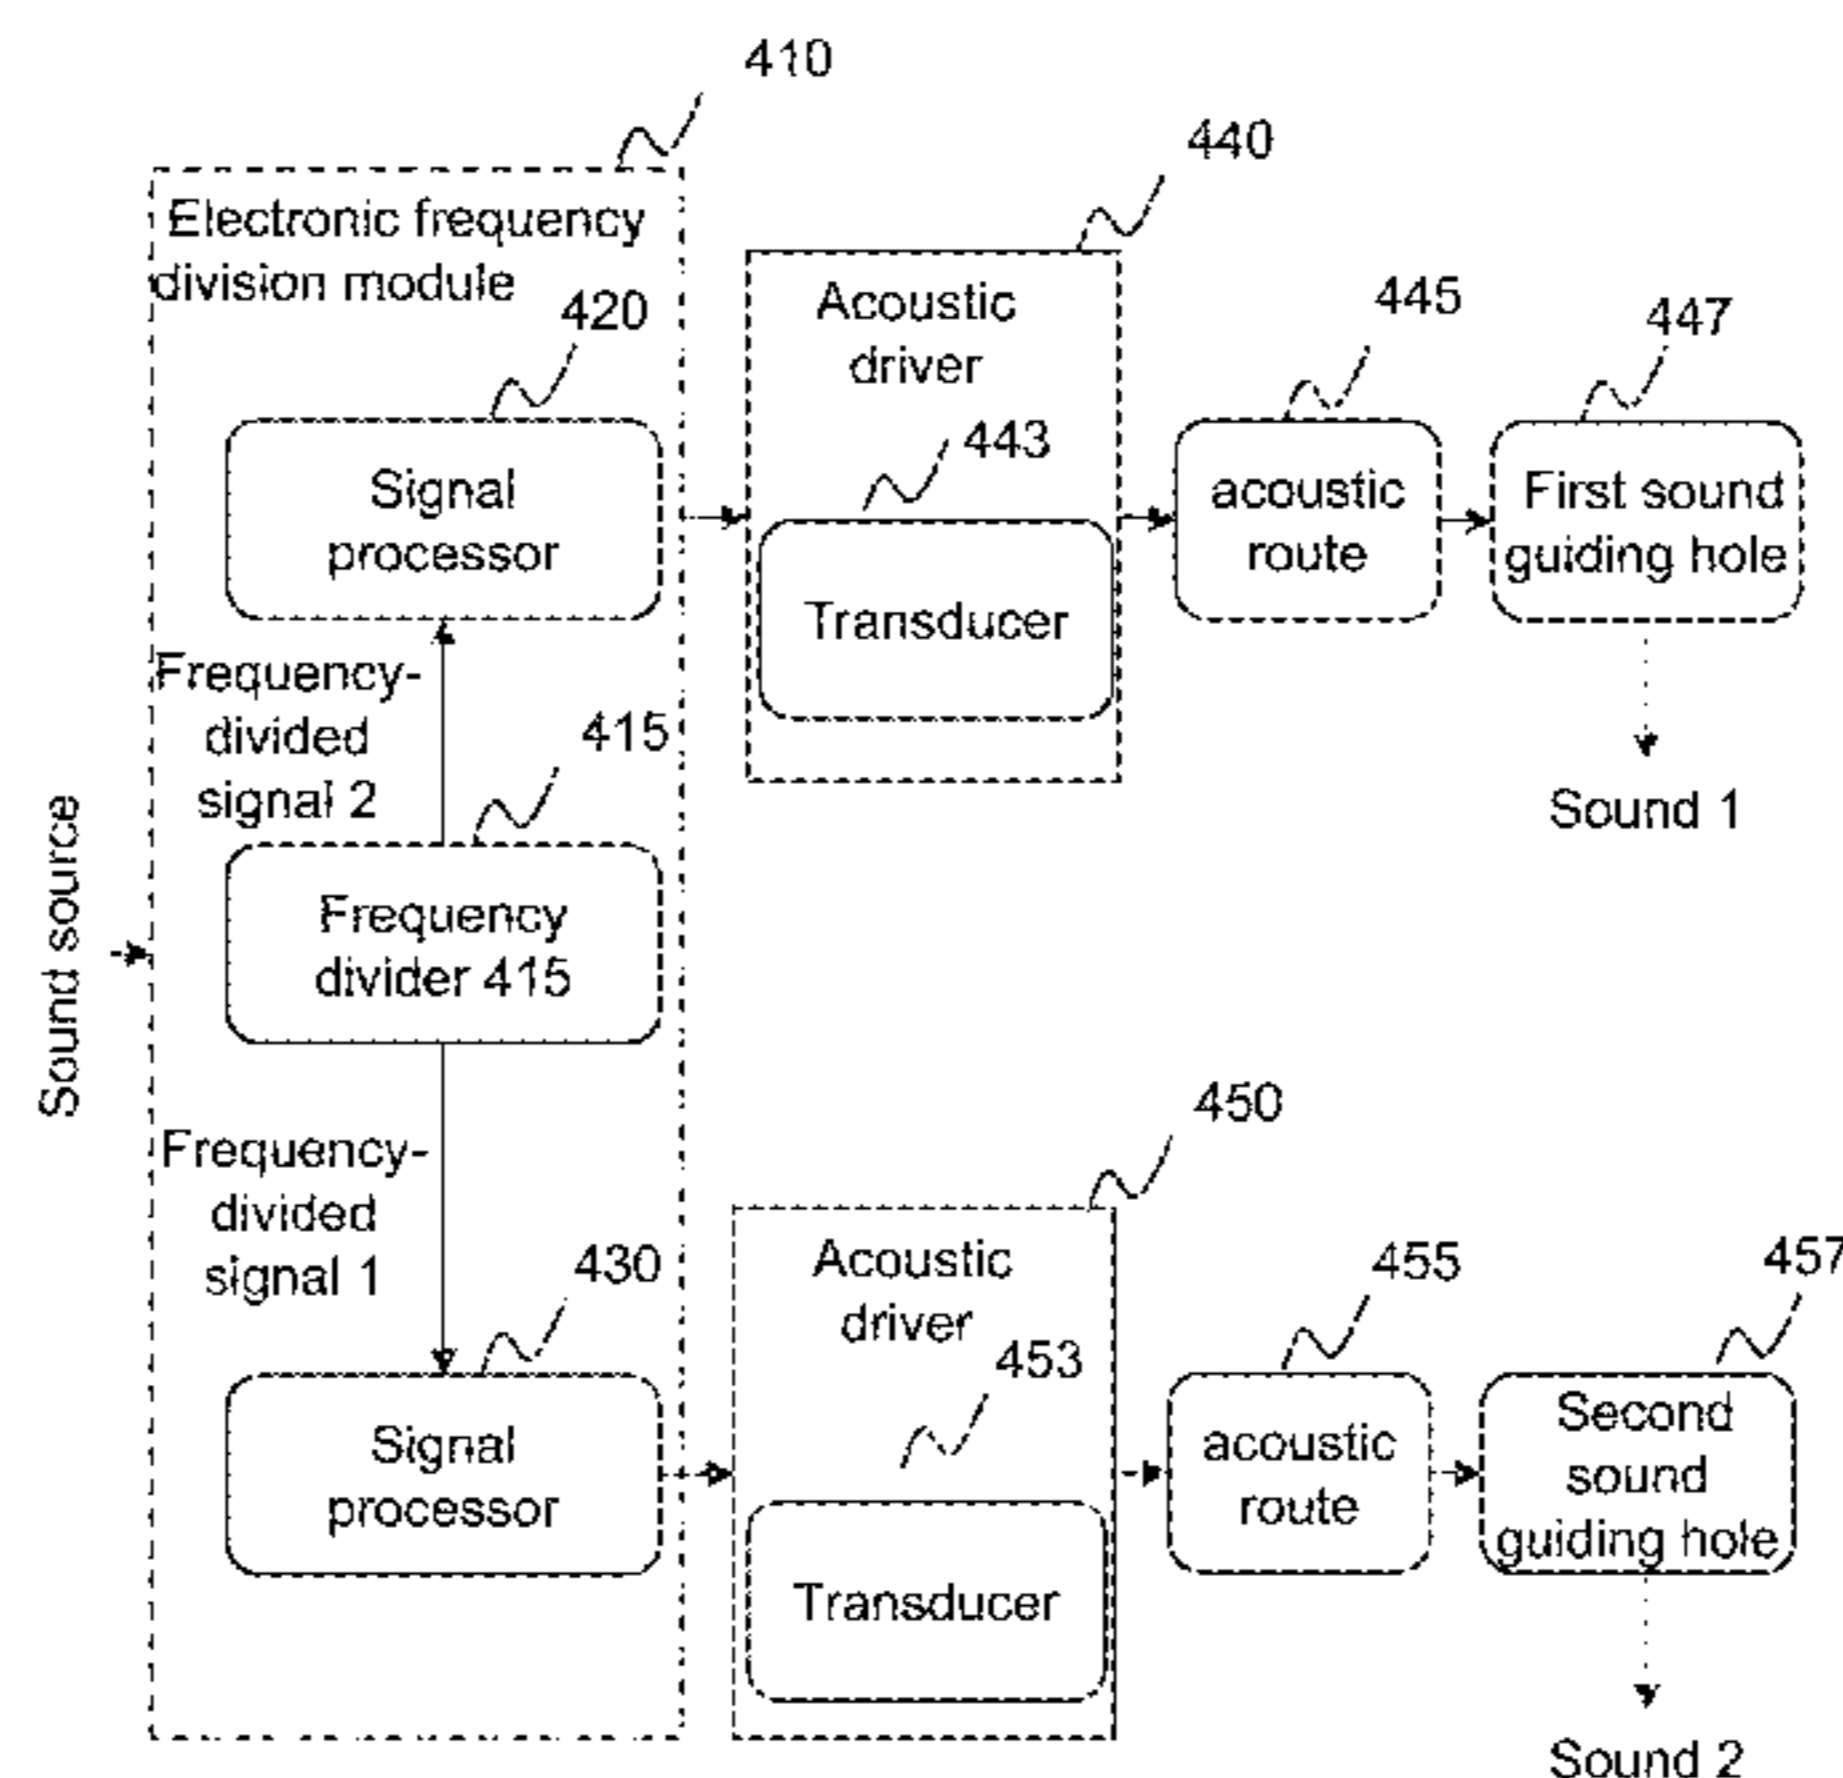 410
440
Electronic frequency
division module
420
Acoustic
driver
445
447
443
Signal
processor
acoustic
route
First sound
guiding hole
Transducer
Frequency-
divided
signal 2
415
Sound 1
Sound source
Frequency
divider 415
450
Frequency-
divided
signal 1
430
Acoustic
driver
455
457
453
Signal
processor
acoustic
route
Second
sound
guiding hole
Transducer
Sound 2